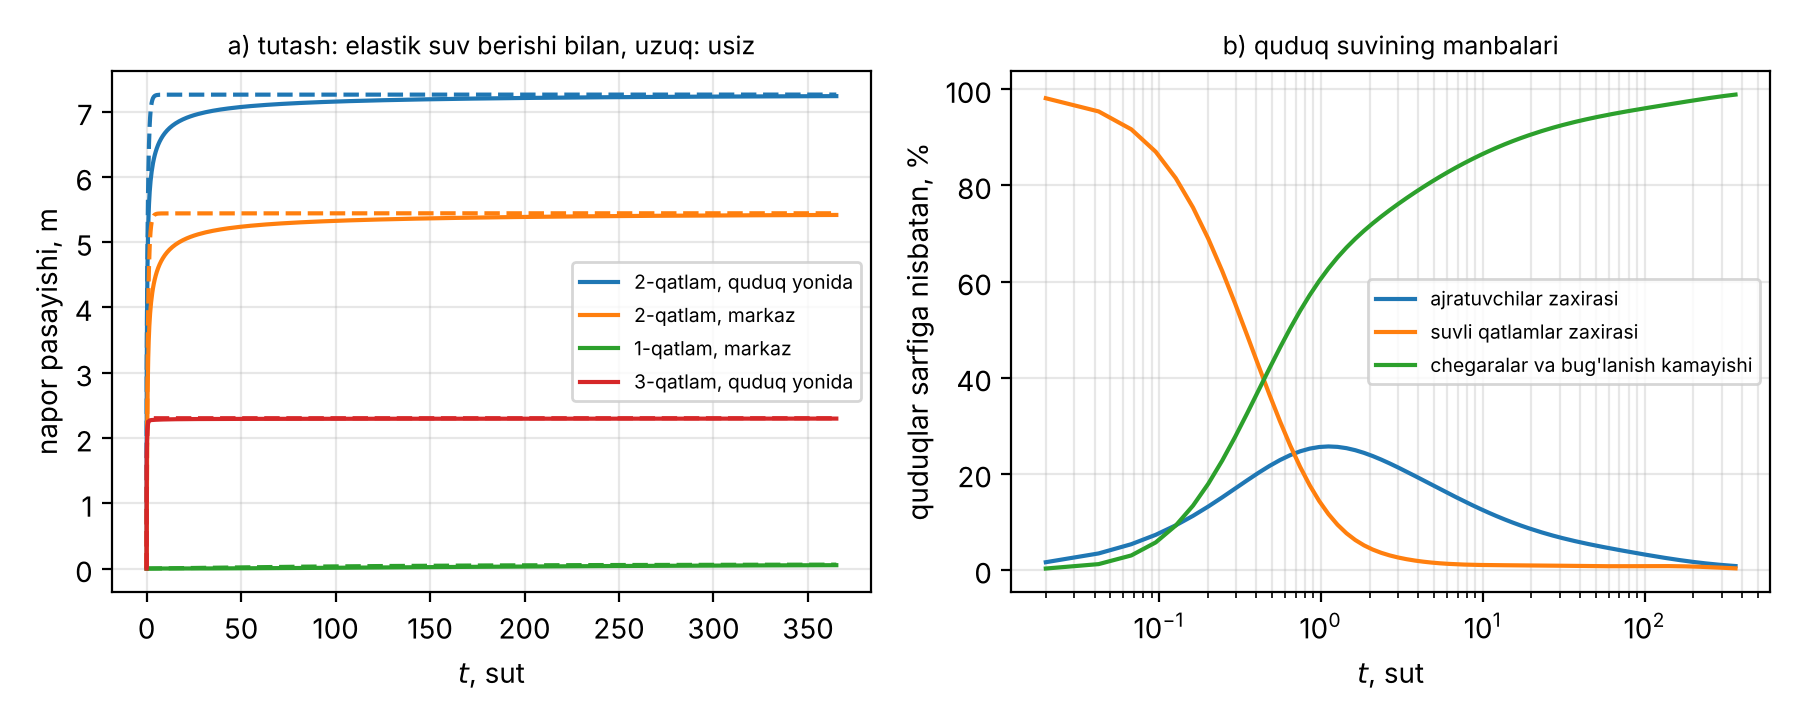 a) tutash: elastik suv berishi bilan, uzuq: usiz
napor pasayishi, m
7
6
5
4
3
2
1
0
2-qatlam, quduq yonida
2-qatlam, markaz
1-qatlam, markaz
3-qatlam, quduq yonida
0 50 100 150 200 250 300 350
t, sut
b) quduq suvining manbalari
quduqlar sarfiga nisbatan, %
100
80
60
40
20
0
ajratuvchilar zaxirasi
suvli qatlamlar zaxirasi
chegaralar va bug'lanish kamayishi
10⁻¹ 10⁰ 10¹ 10²
t, sut